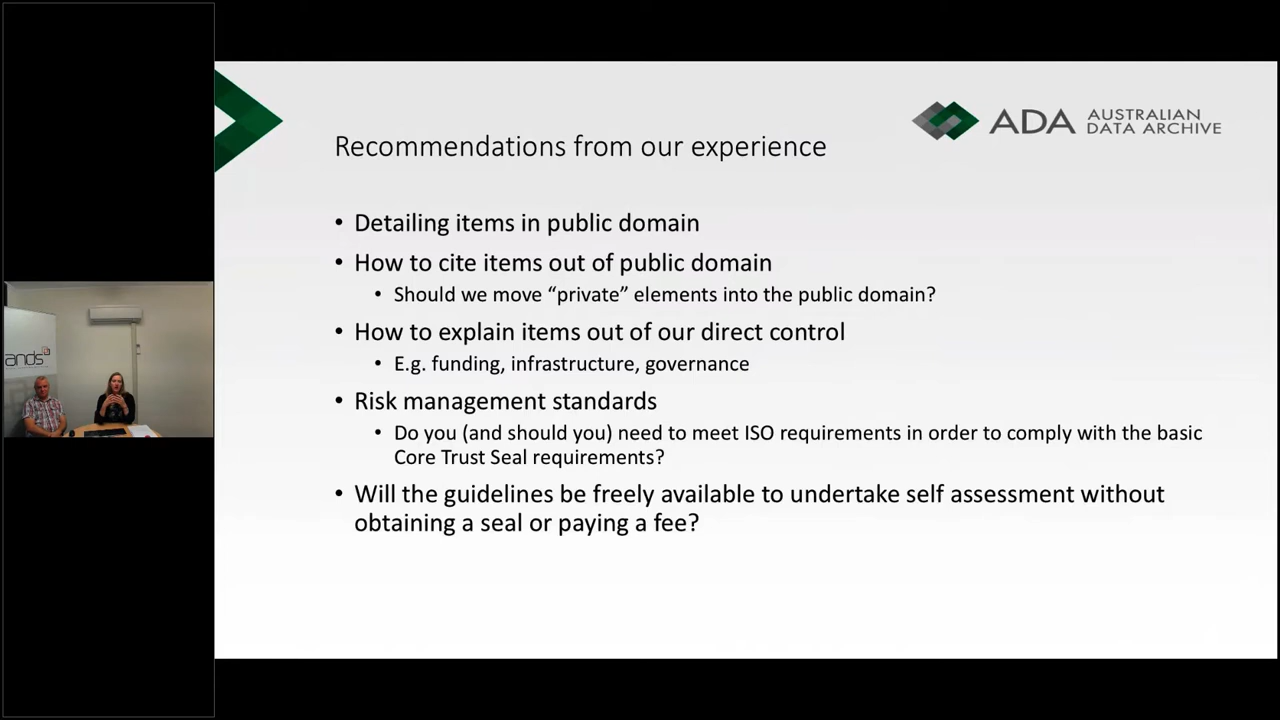 ADA AUSTRALIAN
DATA ARCHIVE
Recommendations from our experience
• Detailing items in public domain
• How to cite items out of public domain
• Should we move “private” elements into the public domain?
• How to explain items out of our direct control
• E.g. funding, infrastructure, governance
• Risk management standards
• Do you (and should you) need to meet ISO requirements in order to comply with the basic
Core Trust Seal requirements?
• Will the guidelines be freely available to undertake self assessment without
obtaining a seal or paying a fee?
ands